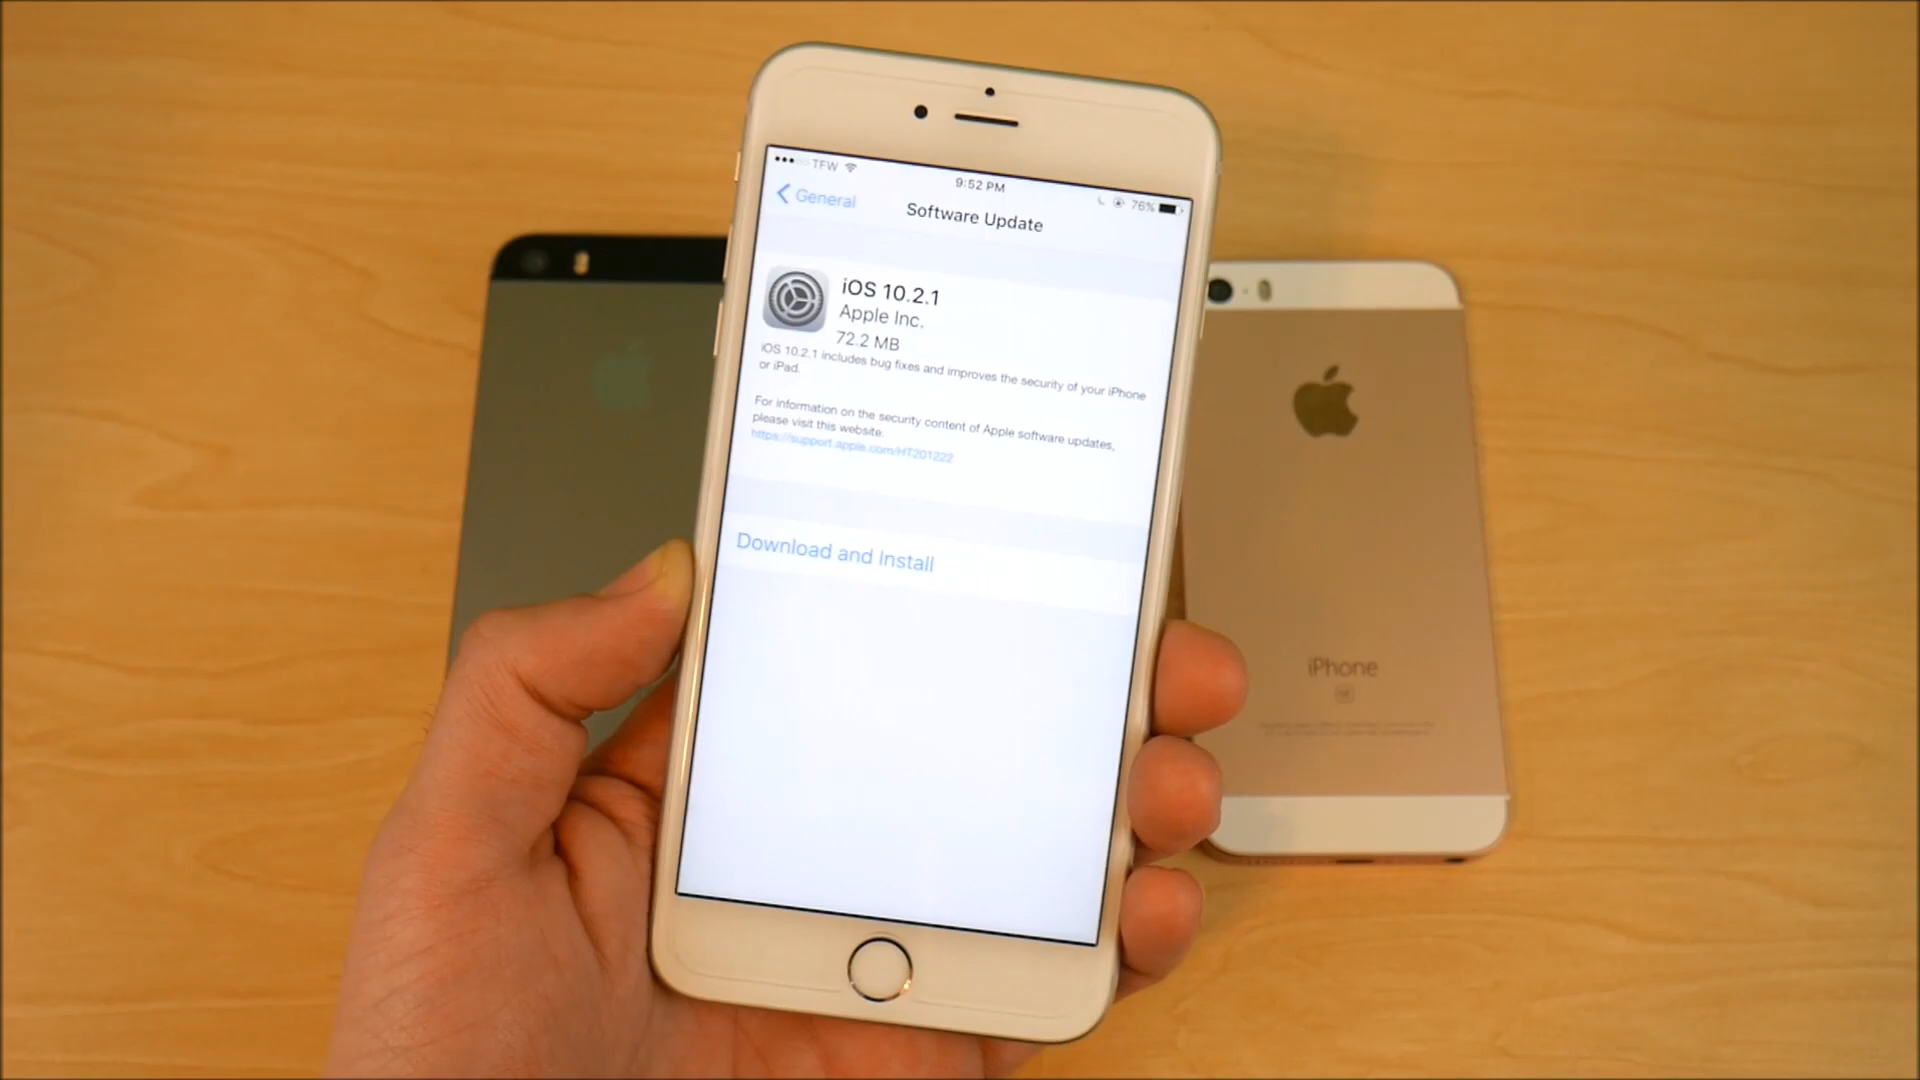 TFW
9:52 PM
76%
General
Software Update
iOS 10.2.1
Apple Inc.
72.2 MB
iOS 10.2.1 includes bug fixes and improves the security of your iPhone
or iPad.
For information on the security content of Apple software updates,
please visit this website:
https://support.apple.com/HT201222
Download and Install
iPhone
SE